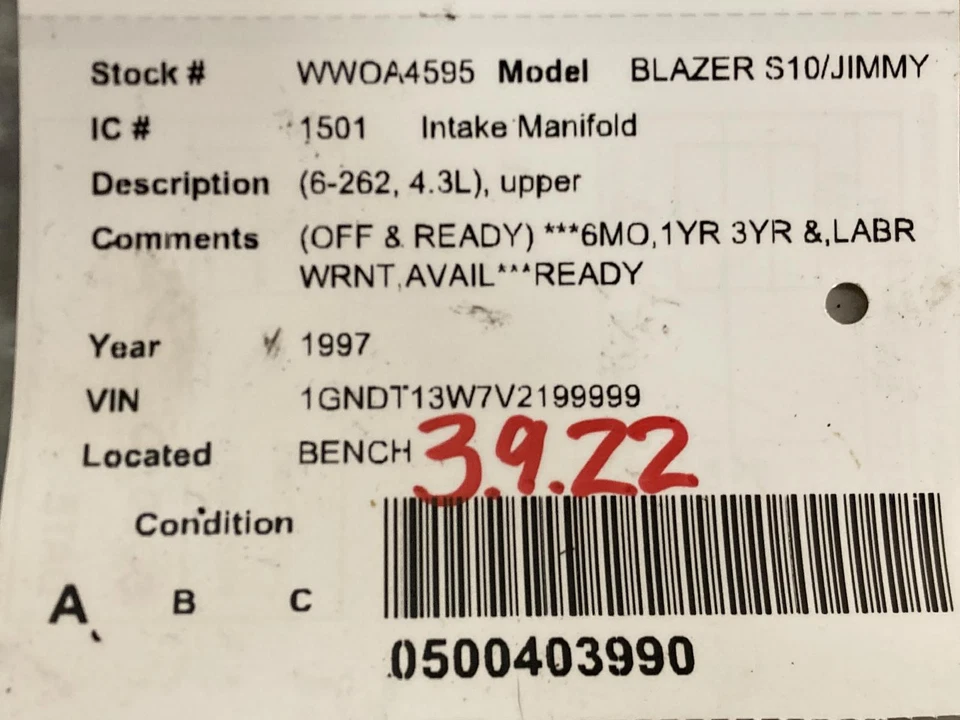 Stock # WWOA4595 Model BLAZER S10/JIMMY
IC # 1501 Intake Manifold
Description (6-262, 4.3L), upper
Comments (OFF & READY) ***6MO,1YR 3YR &,LABR
WRNT,AVAIL***READY
Year 1997
VIN 1GNDT13W7V2199999
Located BENCH 3.9.22
Condition
A B C
0500403990